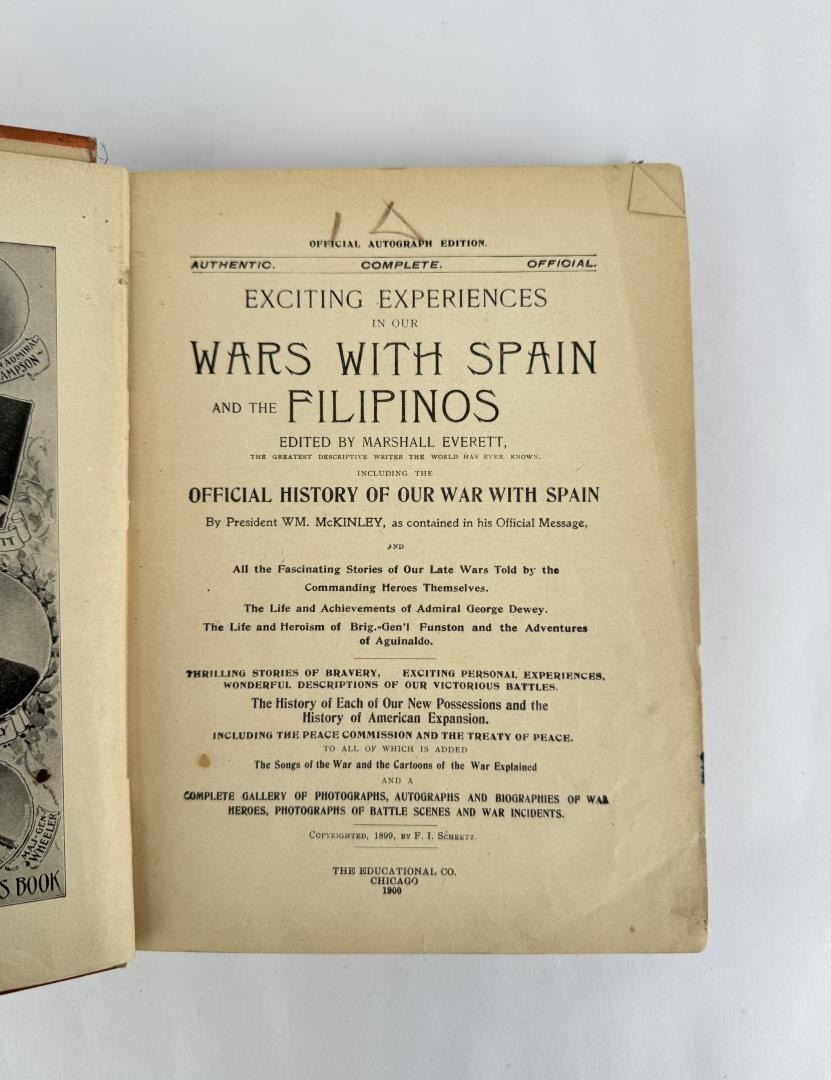 R ADMIRAL
AMPSON
TT
LY
MAJ-GEN-
WHEELER
S BOOK
OFFICIAL AUTOGRAPH EDITION.
AUTHENTIC. COMPLETE. OFFICIAL.
EXCITING EXPERIENCES
IN OUR
WARS WITH SPAIN
AND THE FILIPINOS
EDITED BY MARSHALL EVERETT,
THE GREATEST DESCRIPTIVE WRITER THE WORLD HAS EVER KNOWN.
INCLUDING THE
OFFICIAL HISTORY OF OUR WAR WITH SPAIN
By President WM. McKINLEY, as contained in his Official Message,
AND
All the Fascinating Stories of Our Late Wars Told by the
Commanding Heroes Themselves.
The Life and Achievements of Admiral George Dewey.
The Life and Heroism of Brig.-Gen'l Funston and the Adventures
of Aguinaldo.
THRILLING STORIES OF BRAVERY, EXCITING PERSONAL EXPERIENCES,
WONDERFUL DESCRIPTIONS OF OUR VICTORIOUS BATTLES.
The History of Each of Our New Possessions and the
History of American Expansion.
INCLUDING THE PEACE COMMISSION AND THE TREATY OF PEACE.
TO ALL OF WHICH IS ADDED
The Songs of the War and the Cartoons of the War Explained
AND A
COMPLETE GALLERY OF PHOTOGRAPHS, AUTOGRAPHS AND BIOGRAPHIES OF WAR
HEROES, PHOTOGRAPHS OF BATTLE SCENES AND WAR INCIDENTS.
COPYRIGHTED, 1899, BY F. I. SCHEETZ.
THE EDUCATIONAL CO.
CHICAGO
1900